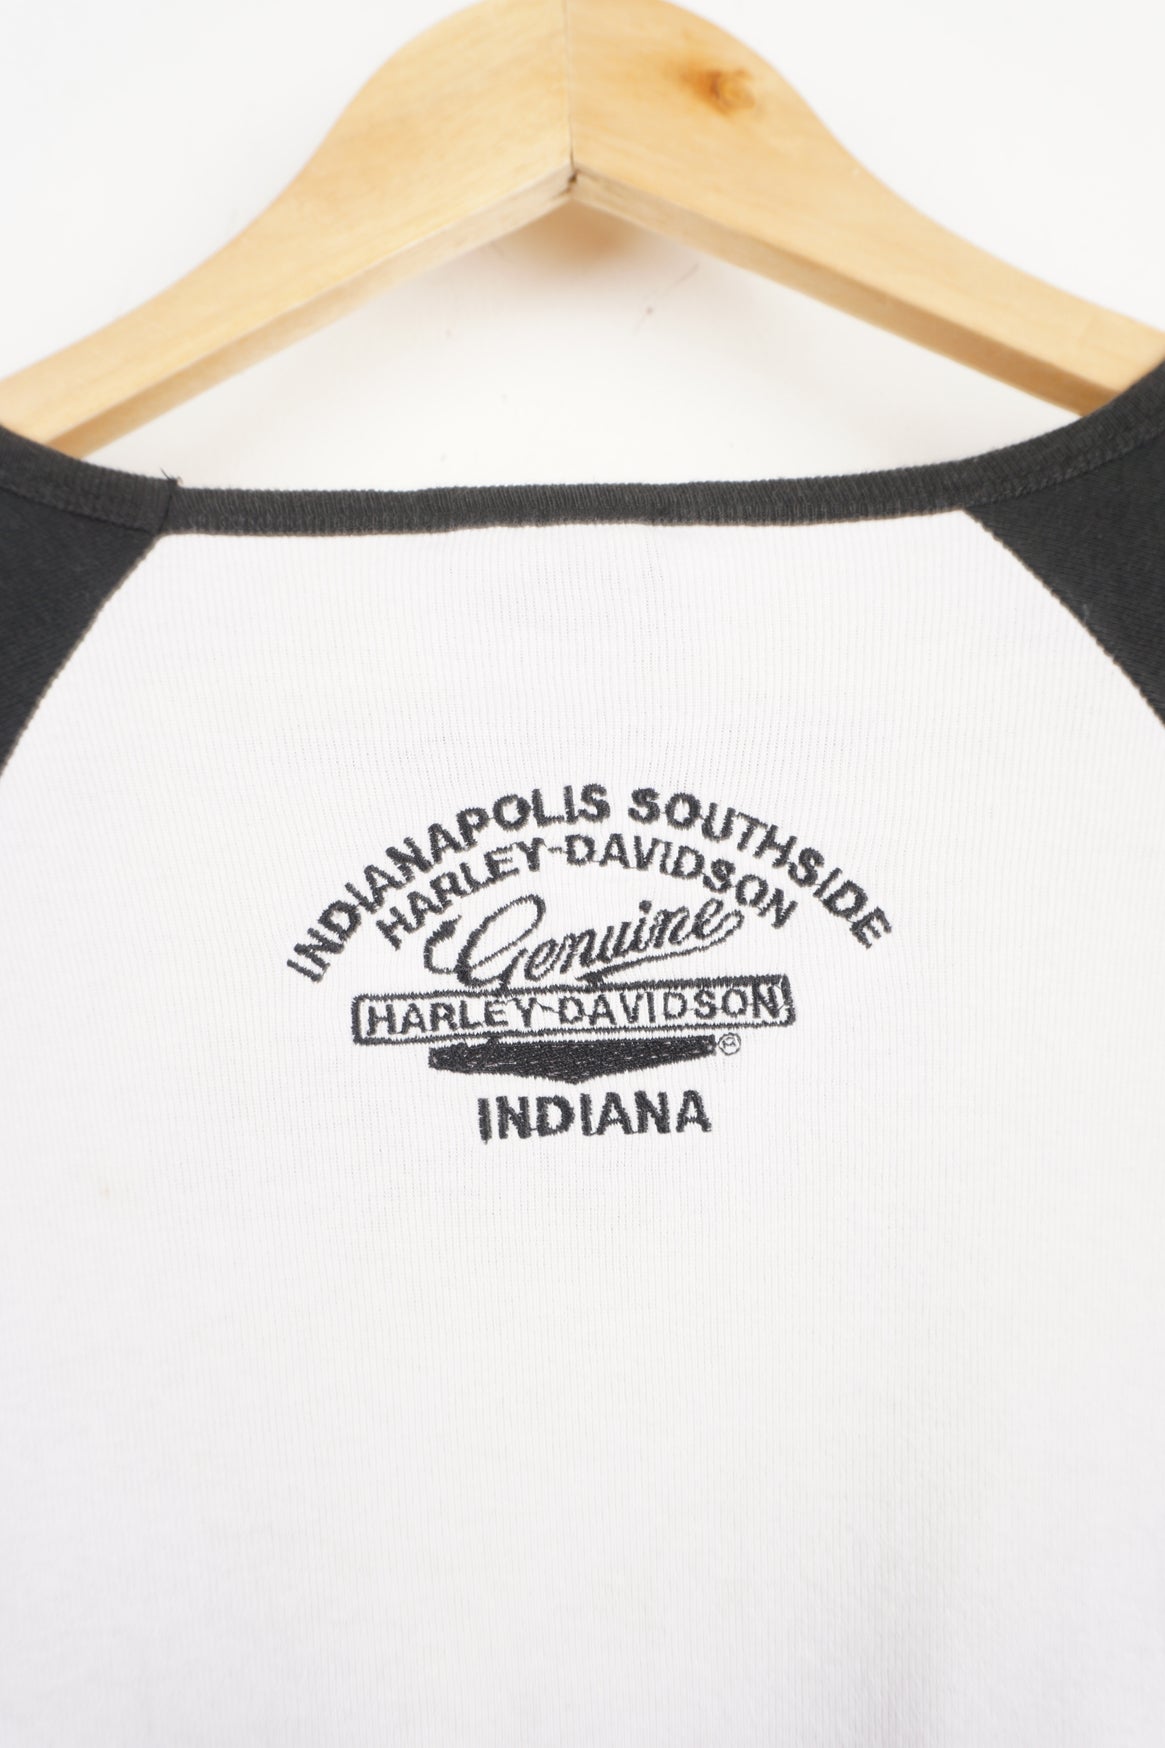 INDIANAPOLIS SOUTHSIDE
HARLEY-DAVIDSON
Genuine
HARLEY-DAVIDSON
®
INDIANA